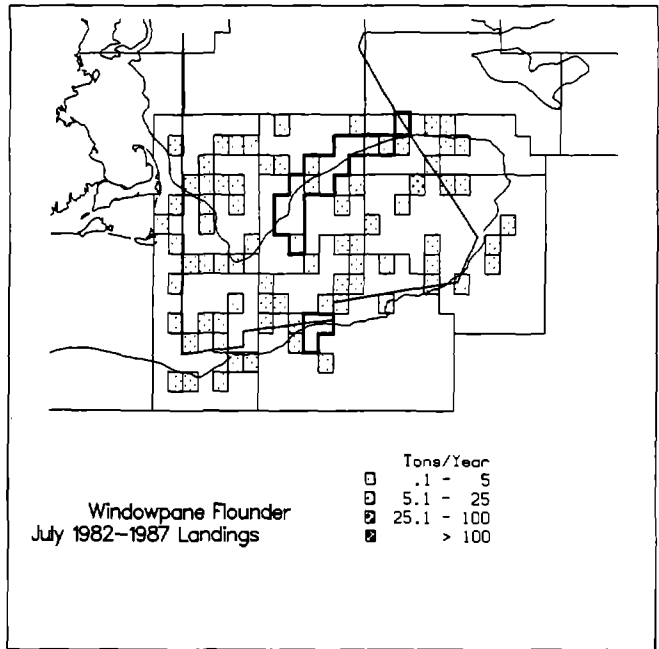 Tons/Year
.1 - 5
5.1 - 25
25.1 - 100
> 100
Windowpane Flounder
July 1982-1987 Landings